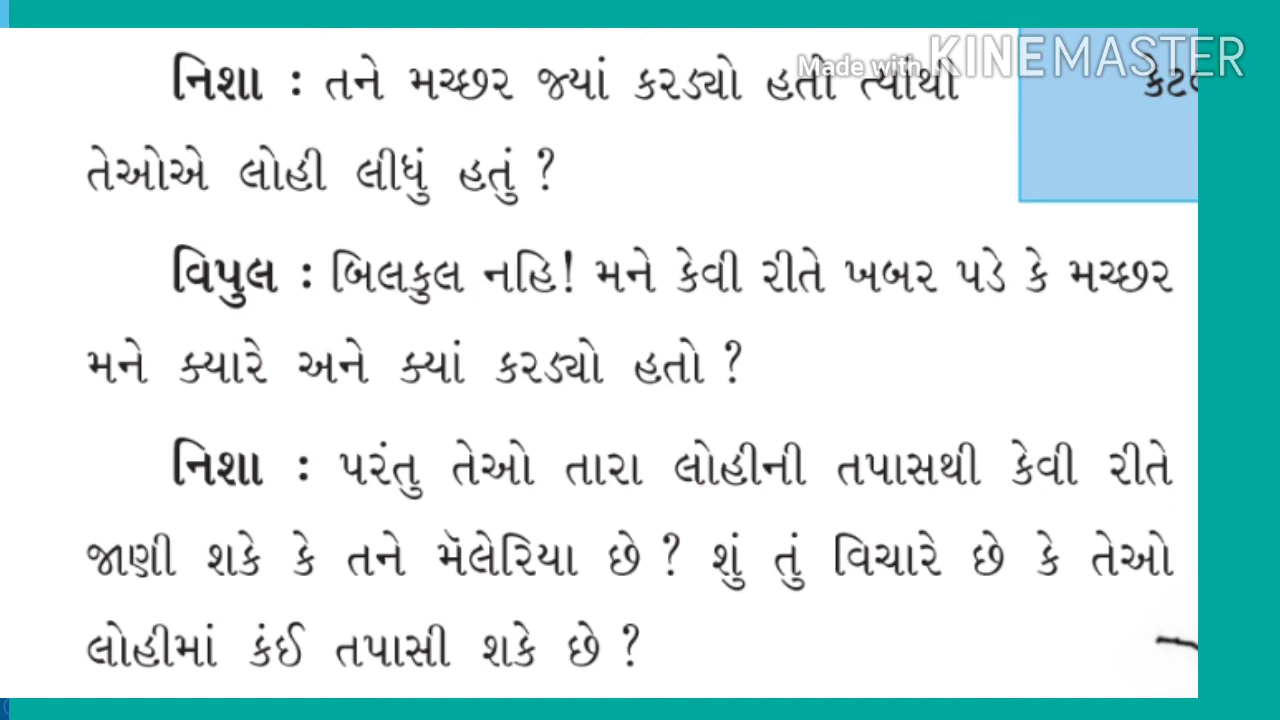 Made with KINEMASTER
નિશા : તને મચ્છર જ્યાં કરડ્યો હતો ત્યાંથી
તેઓએ લોહી લીધું હતું ?
વિપુલ : બિલકુલ નહિ! મને કેવી રીતે ખબર પડે કે મચ્છર
મને ક્યારે અને ક્યાં કરડ્યો હતો ?
નિશા : પરંતુ તેઓ તારા લોહીની તપાસથી કેવી રીતે
જાણી શકે કે તને મૅલેરિયા છે ? શું તું વિચારે છે કે તેઓ
લોહીમાં કંઈ તપાસી શકે છે ?